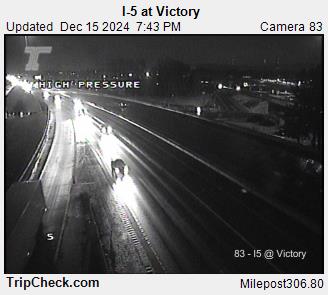 I-5 at Victory
Updated  Dec 15 2024  7:43 PM Camera 83
T
HIGH PRESSURE
S
83 - I5 @ Victory
TripCheck.com Milepost306.80